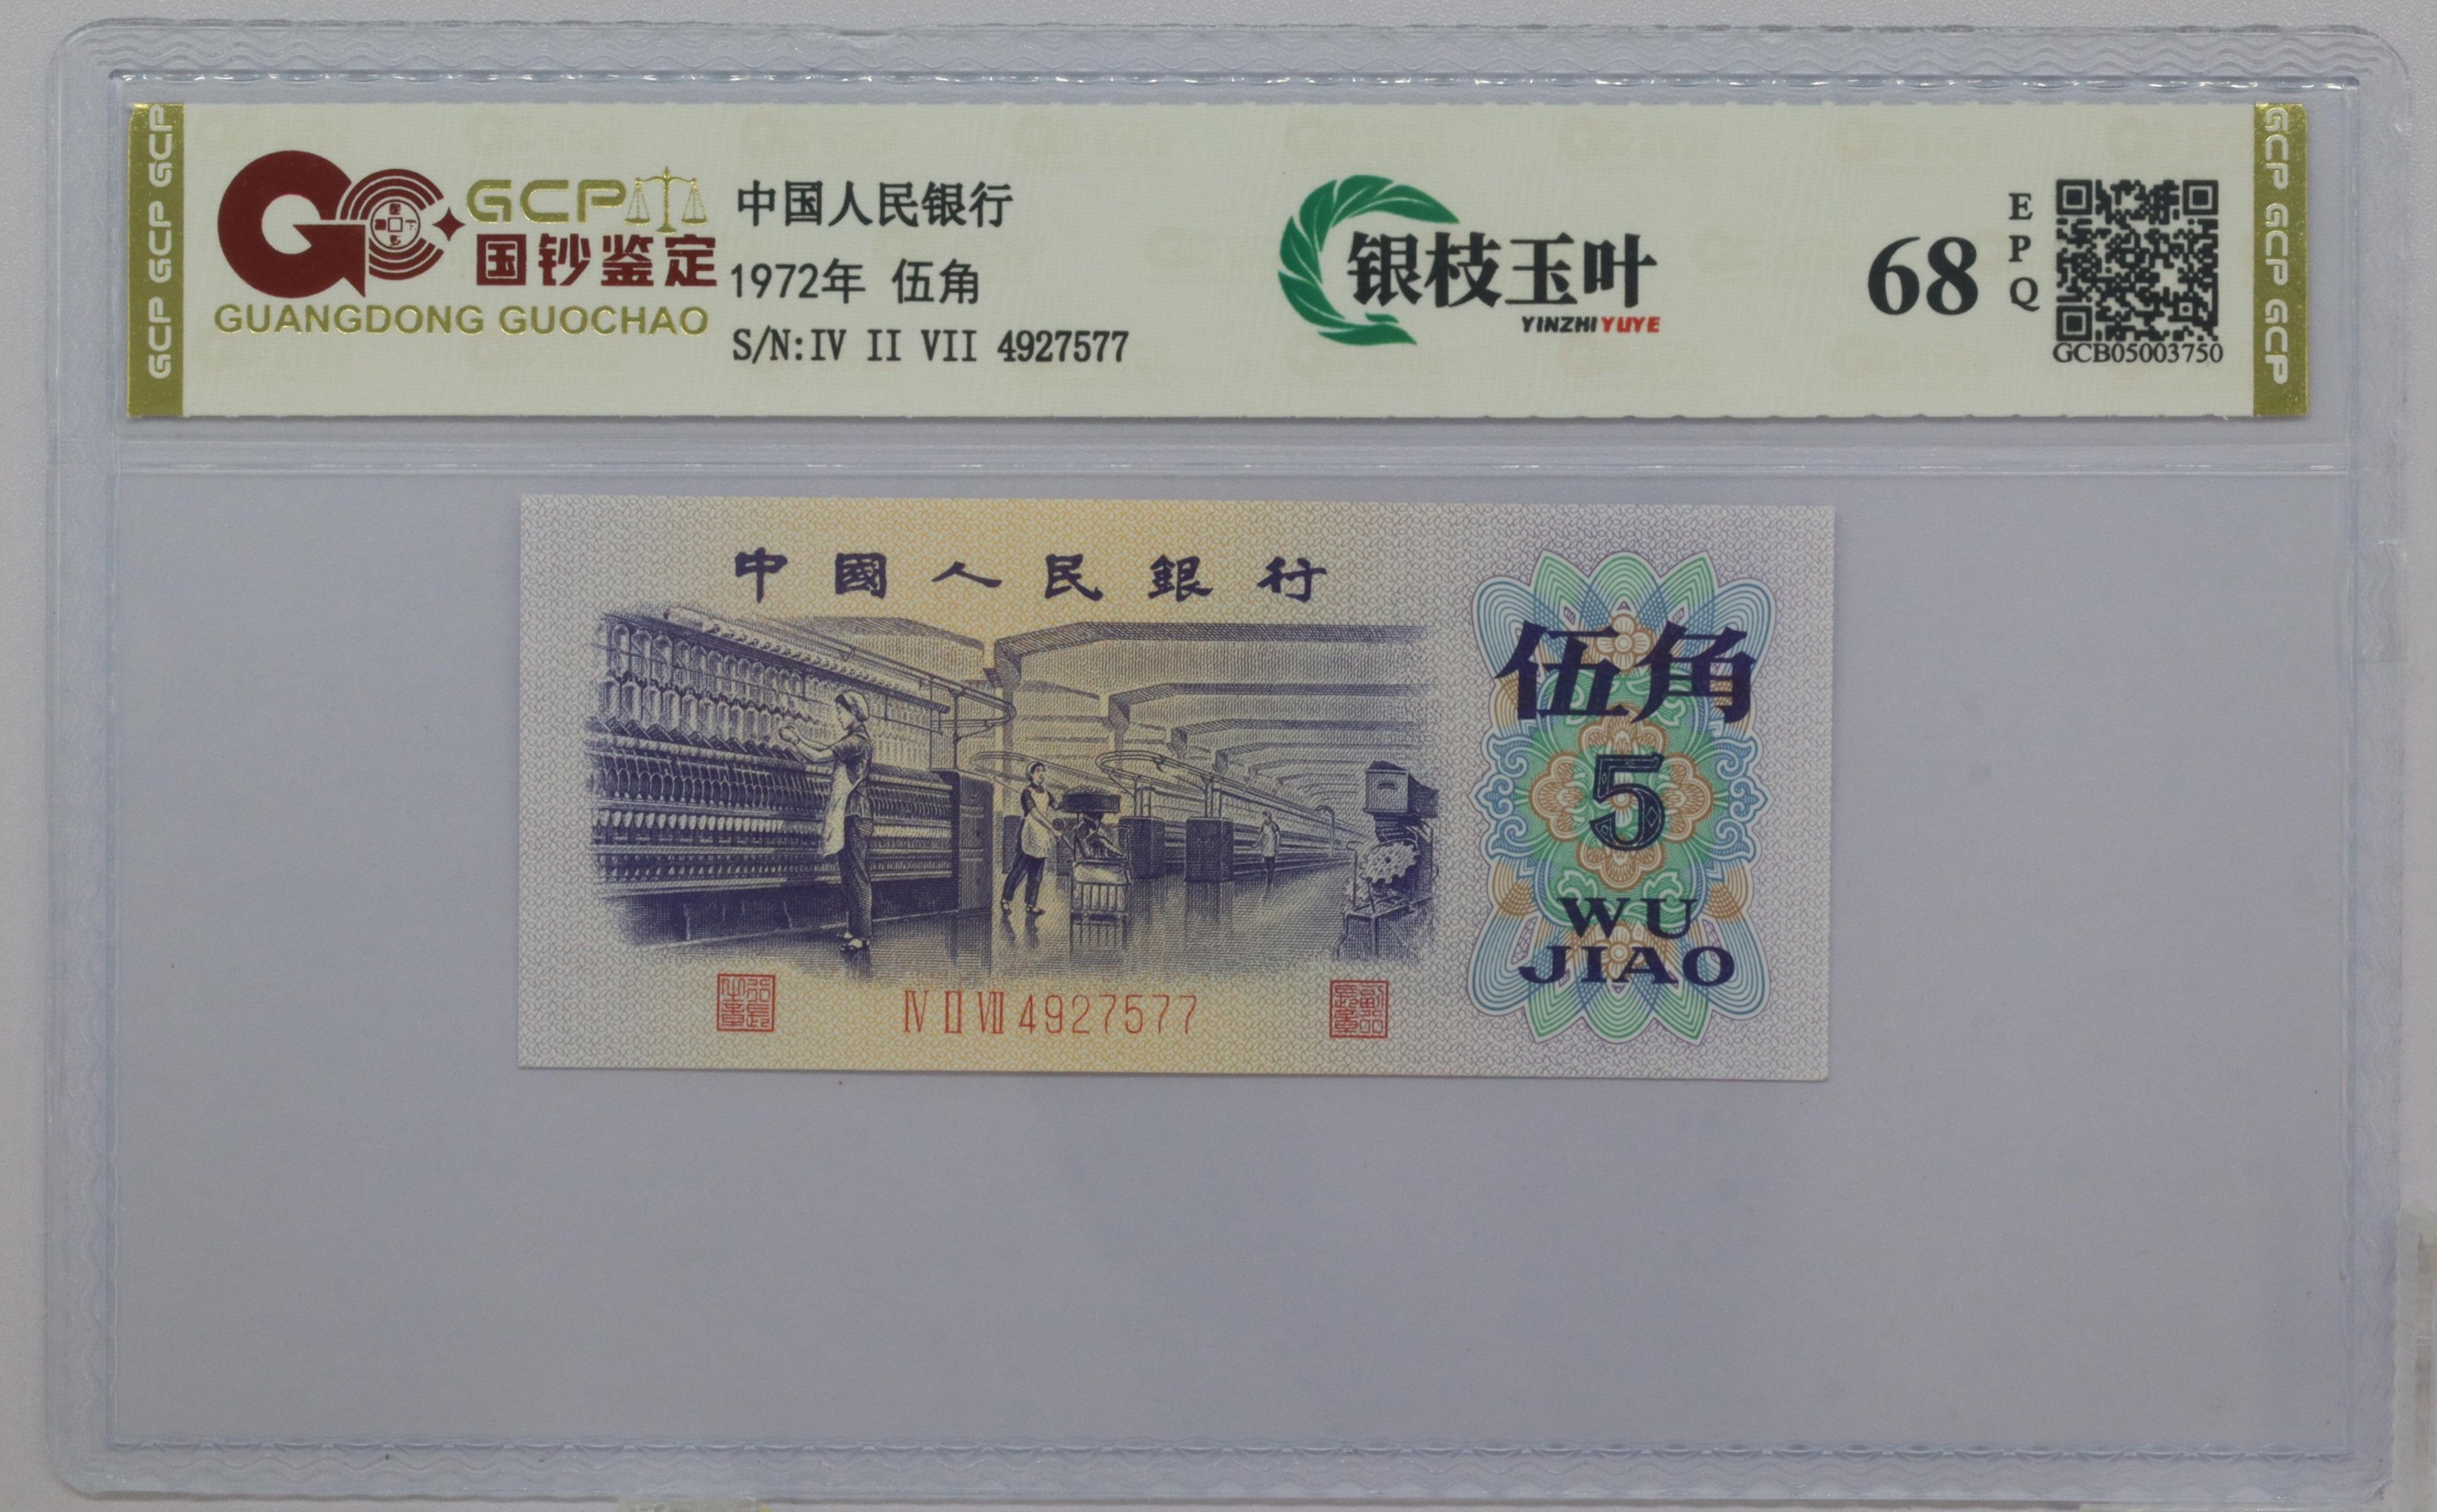 GCP GCP GCP
GCP
国钞鉴定
GUANGDONG GUOCHAO
中国人民银行
1972年 伍角
S/N:IV II VII 4927577
银枝玉叶
YINZHI YUYE
68
EPQ
GCB05003750
GCP GCP GCP
中國人民銀行
伍角
5
WU
JIAO
Ⅳ Ⅱ Ⅶ 4927577